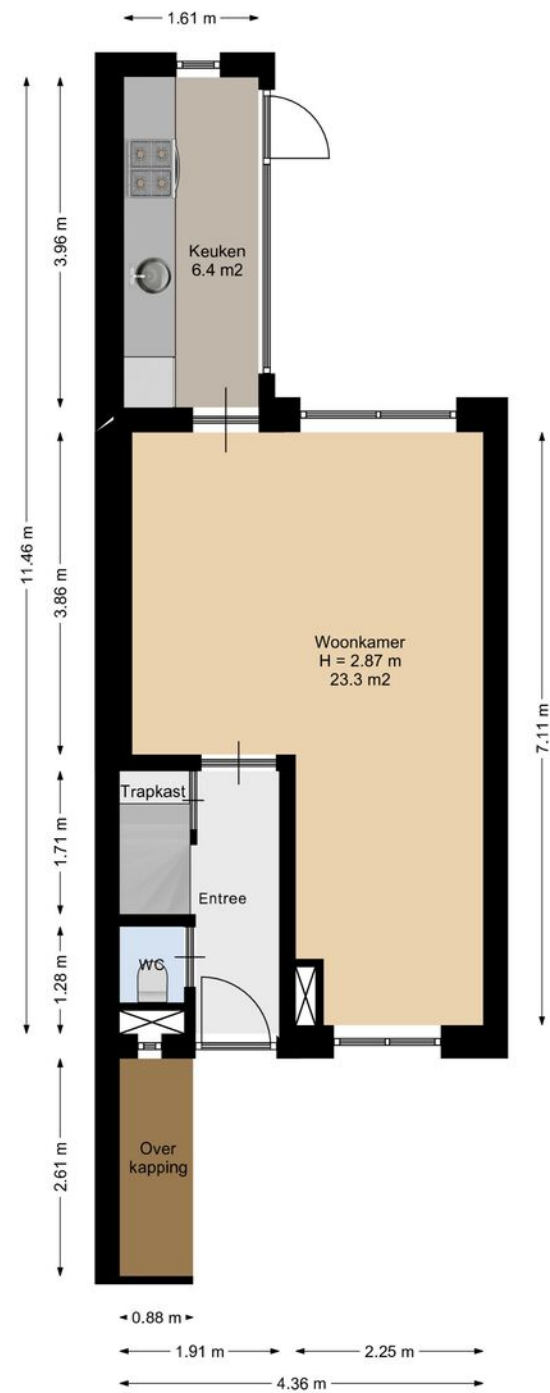 1.61 m
3.96 m
Keuken
6.4 m2
11.46 m
3.86 m
Woonkamer
H = 2.87 m
23.3 m2
7.11 m
Trapkast
1.71 m
Entree
WC
1.28 m
Over
kapping
2.61 m
0.88 m
1.91 m
2.25 m
4.36 m